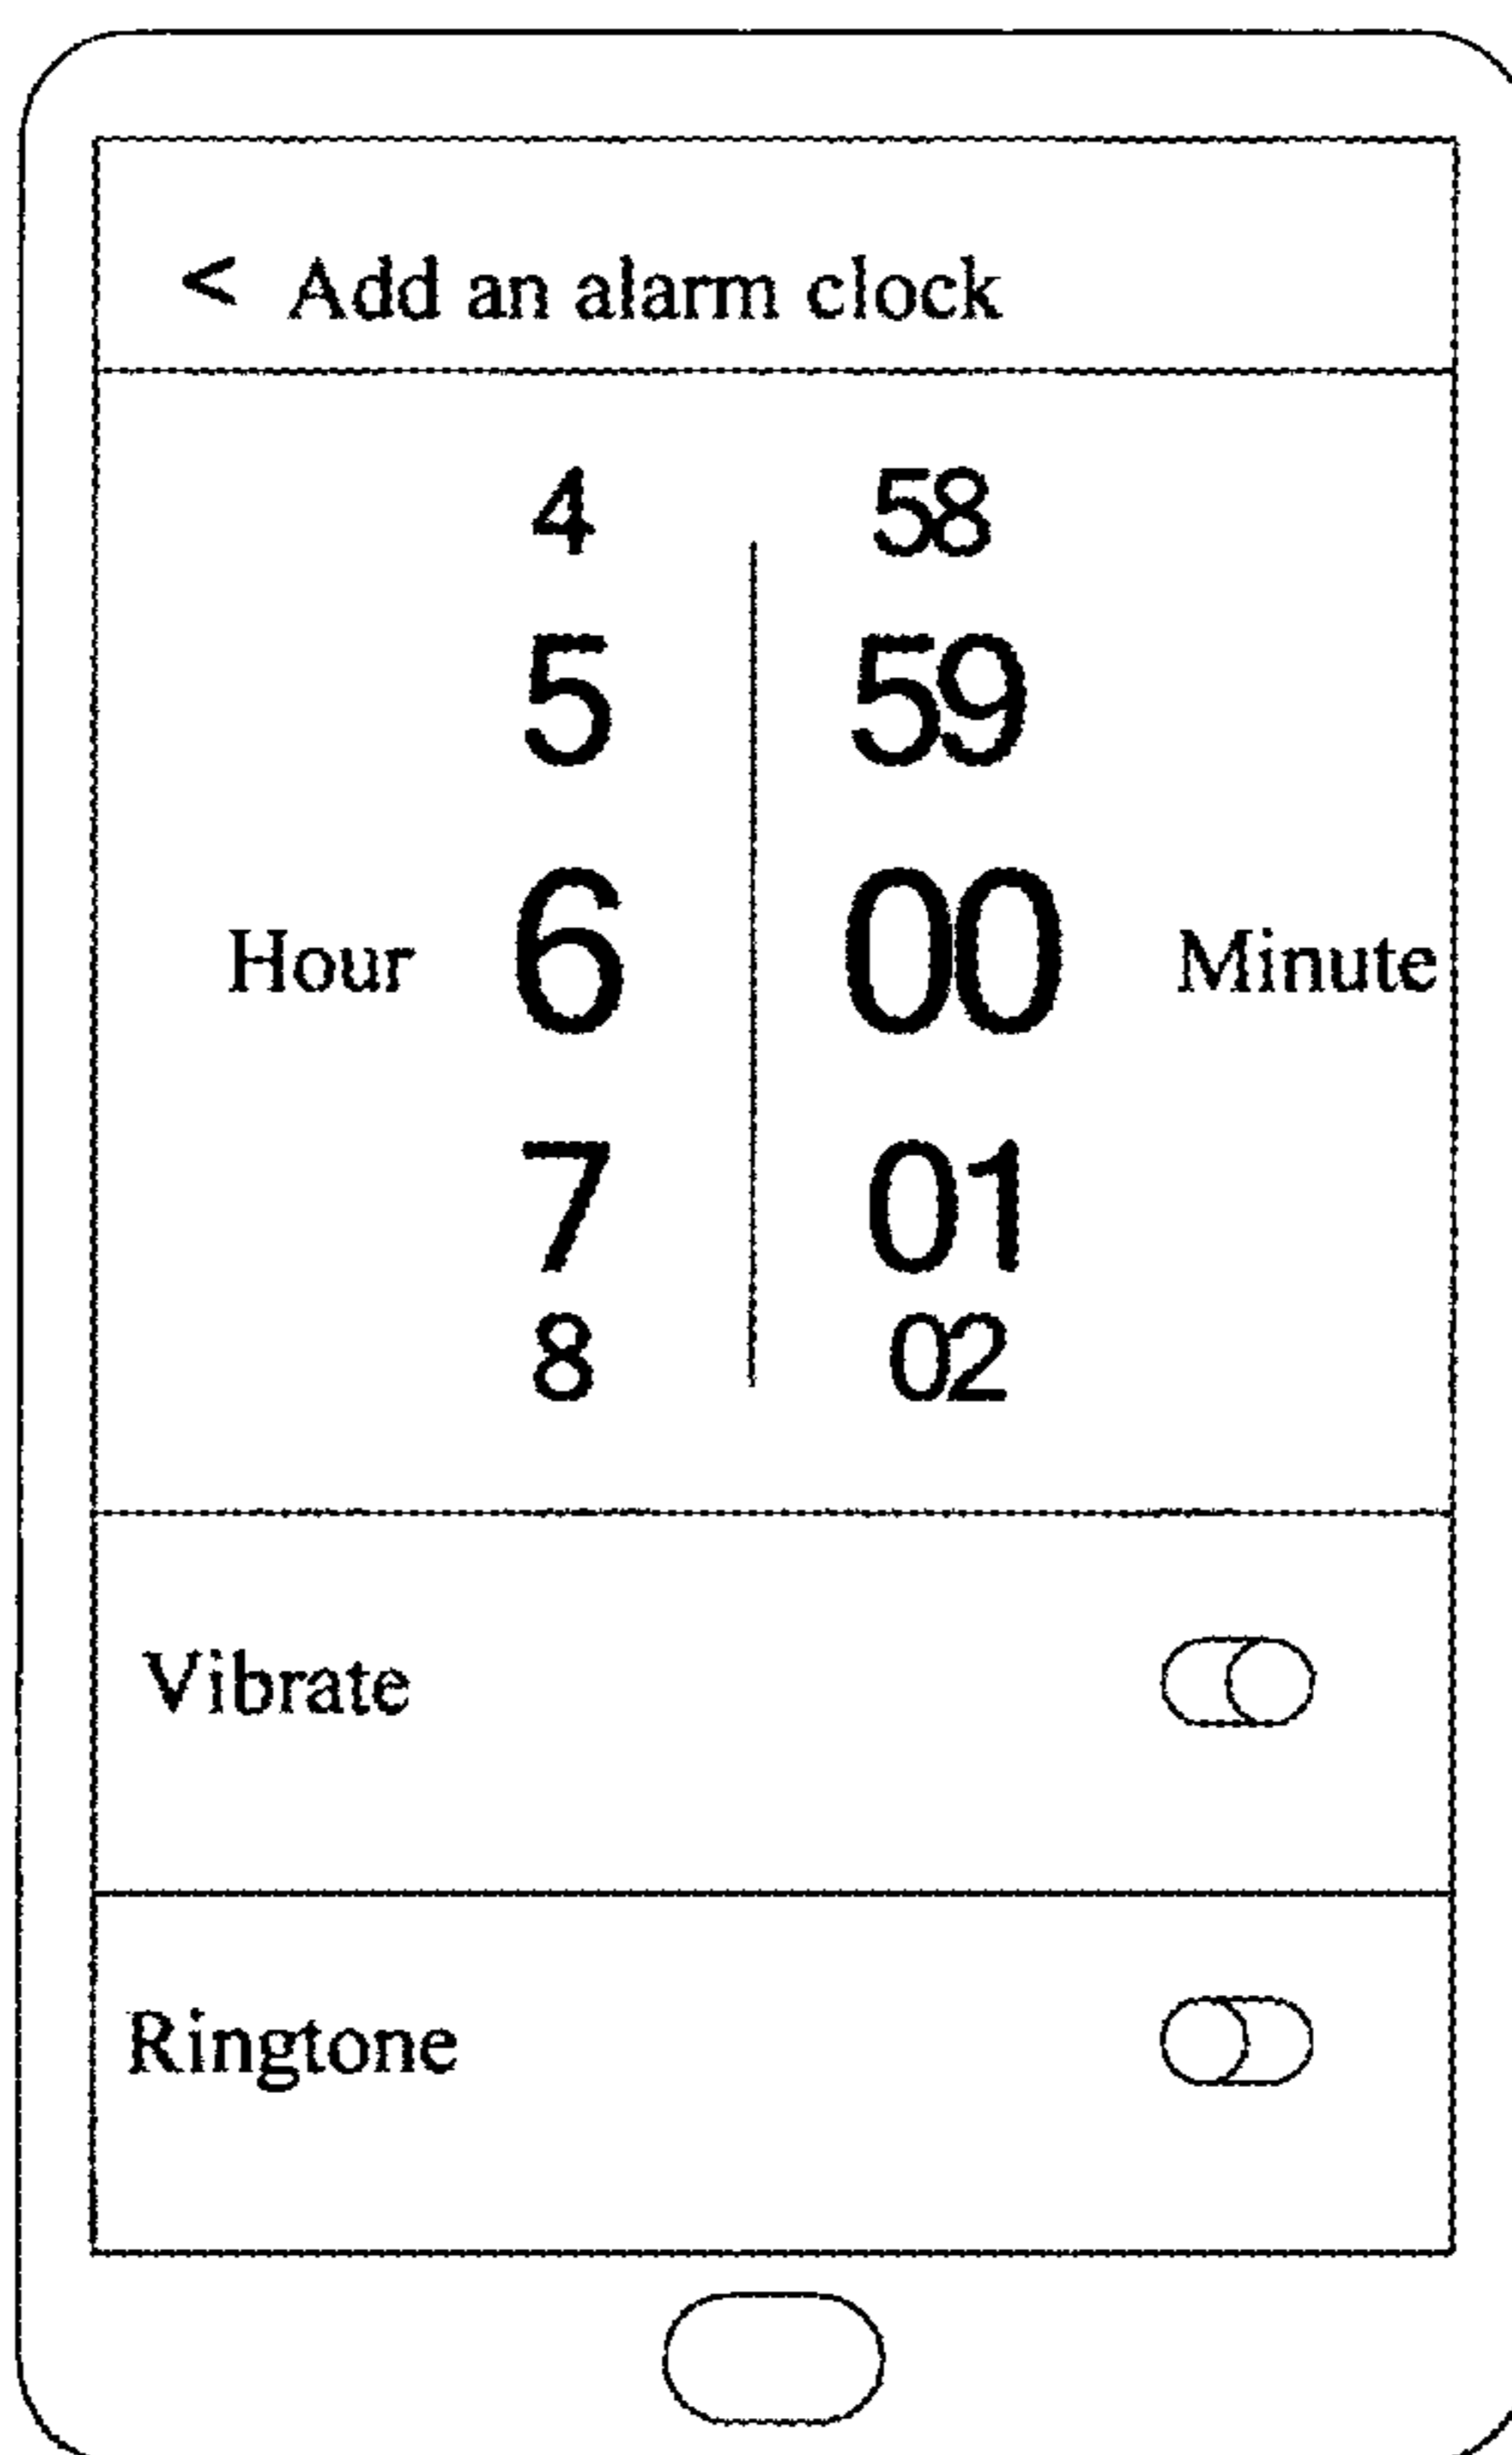 < Add an alarm clock
4 58
5 59
Hour 6 00 Minute
7 01
8 02
Vibrate
Ringtone